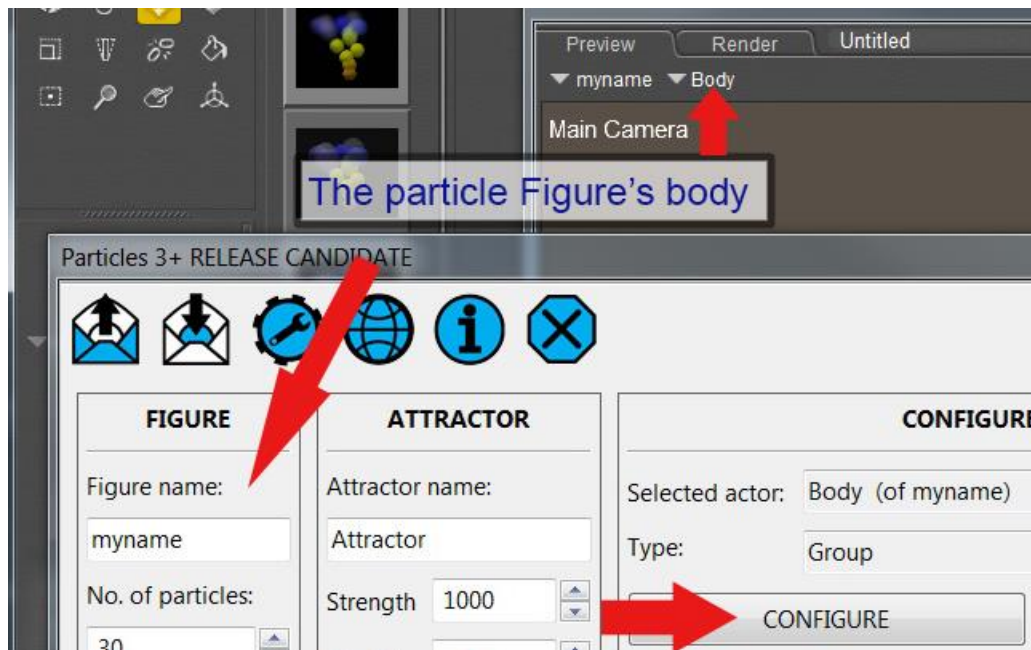 Preview Render Untitled
myname Body
Main Camera
The particle Figure's body
Particles 3+ RELEASE CANDIDATE
FIGURE
Figure name:
myname
No. of particles:
30
ATTRACTOR
Attractor name:
Attractor
Strength 1000
CONFIGURE
Selected actor: Body (of myname)
Type: Group
CONFIGURE